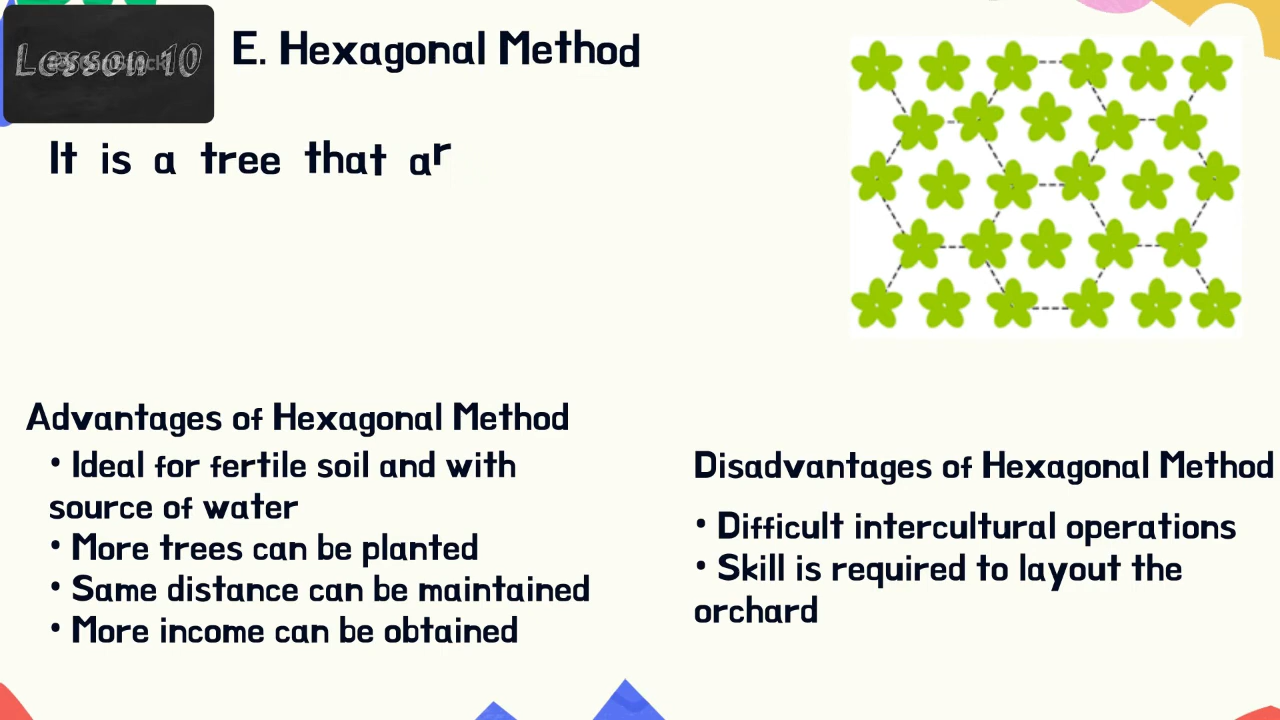 Lesson 10
E. Hexagonal Method
It is a tree that ar
Advantages of Hexagonal Method
• Ideal for fertile soil and with
source of water
• More trees can be planted
• Same distance can be maintained
• More income can be obtained
Disadvantages of Hexagonal Method
• Difficult intercultural operations
• Skill is required to layout the
orchard